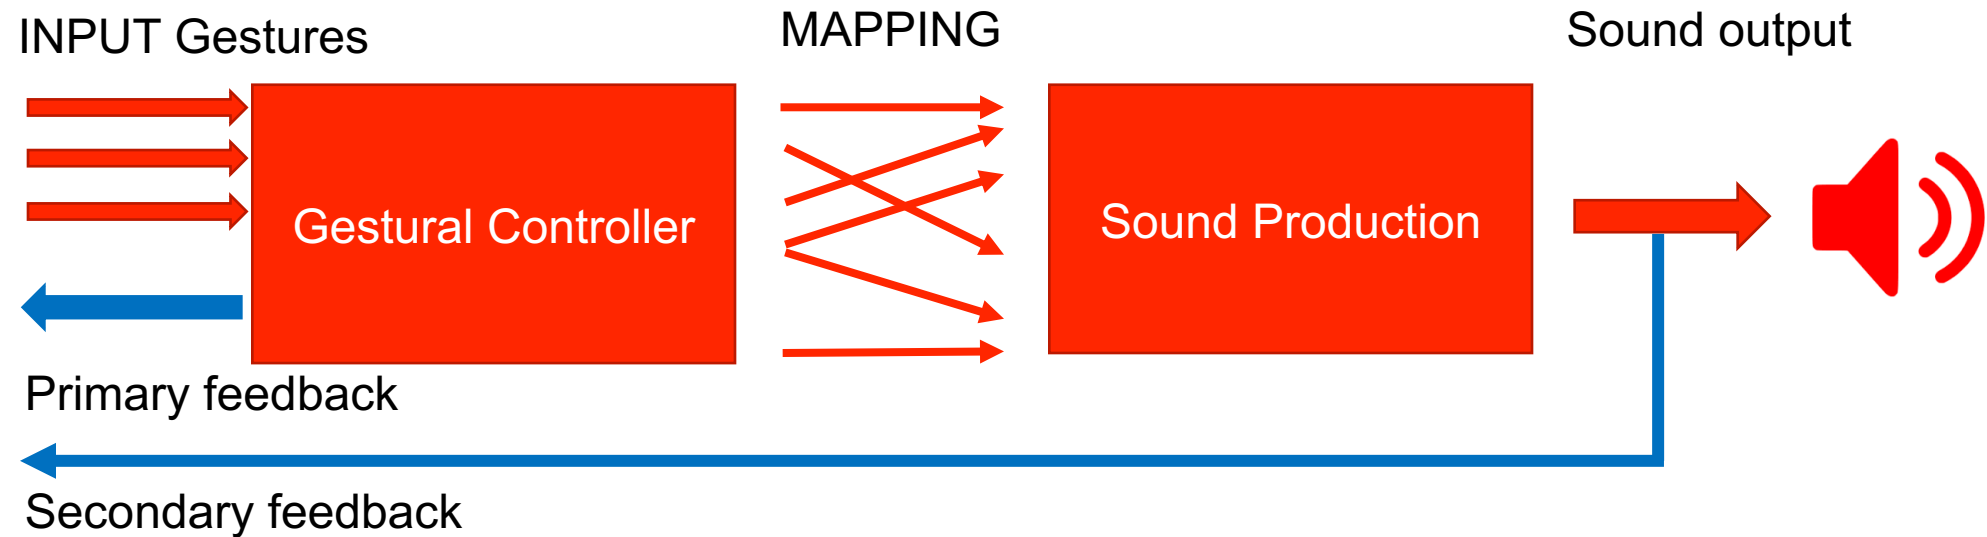 INPUT Gestures
MAPPING
Sound output
Gestural Controller
Sound Production
Primary feedback
Secondary feedback